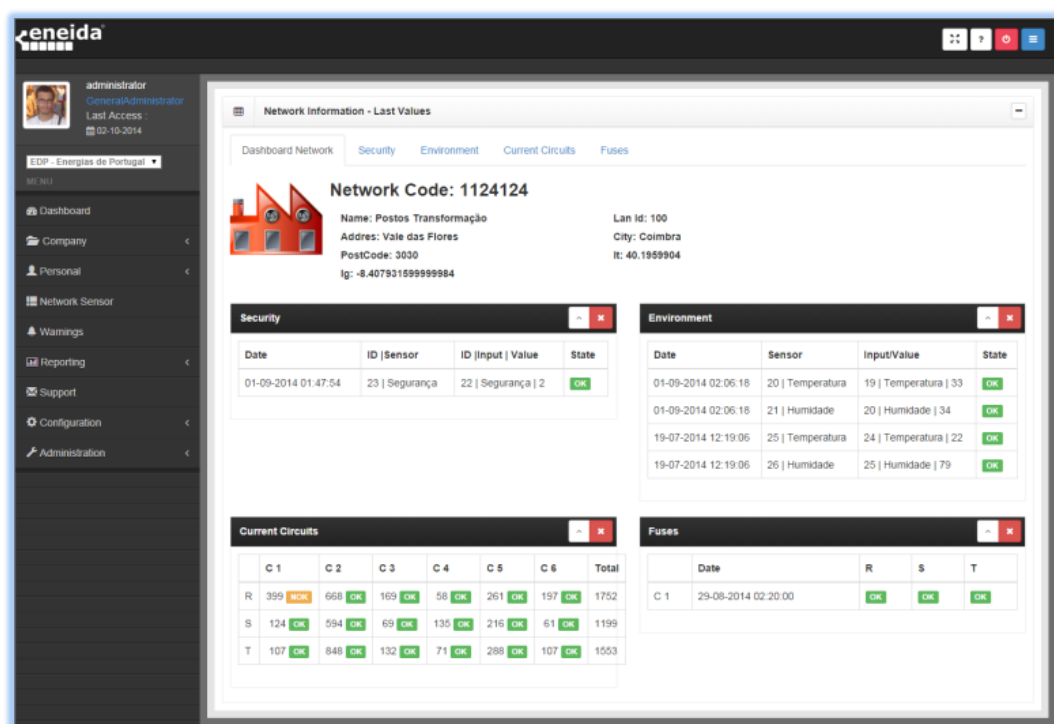 eneida
?
administrator
GeneralAdministrator
Last Access :
02-10-2014
EDP - Energias de Portugal
MENU
Dashboard
Company
Personal
Network Sensor
Warnings
Reporting
Support
Configuration
Administration
Network Information - Last Values
Dashboard Network Security Environment Current Circuits Fuses
Network Code: 1124124
Name: Postos Transformação Lan Id: 100
Addres: Vale das Flores City: Coimbra
PostCode: 3030 lt: 40.1959904
lg: -8.407931599999984
Security
Date ID |Sensor ID |Input | Value State
01-09-2014 01:47:54 23 | Segurança 22 | Segurança | 2 OK
Environment
Date Sensor Input/Value State
01-09-2014 02:06:18 20 | Temperatura 19 | Temperatura | 33 OK
01-09-2014 02:06:18 21 | Humidade 20 | Humidade | 34 OK
19-07-2014 12:19:06 25 | Temperatura 24 | Temperatura | 22 OK
19-07-2014 12:19:06 26 | Humidade 25 | Humidade | 79 OK
Current Circuits
C 1 C 2 C 3 C 4 C 5 C 6 Total
R 399 NOK 668 OK 169 OK 58 OK 261 OK 197 OK 1752
S 124 OK 594 OK 69 OK 135 OK 216 OK 61 OK 1199
T 107 OK 848 OK 132 OK 71 OK 288 OK 107 OK 1553
Fuses
Date R S T
C 1 29-08-2014 02:20:00 OK OK OK